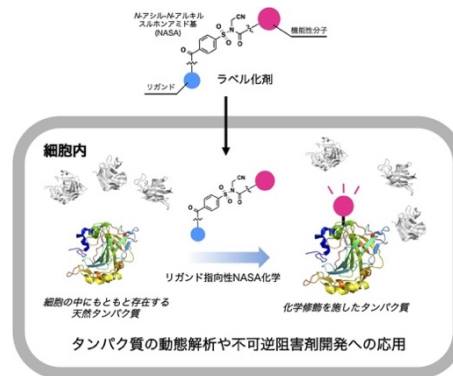 N-アシル-N-アルキル
スルホンアミド基
(NASA)
機能性分子
リガンド
ラベル化剤
細胞内
リガンド指向性NASA化学
細胞の中にもともと存在する
天然タンパク質
化学修飾を施したタンパク質
タンパク質の動態解析や不可逆阻害剤開発への応用